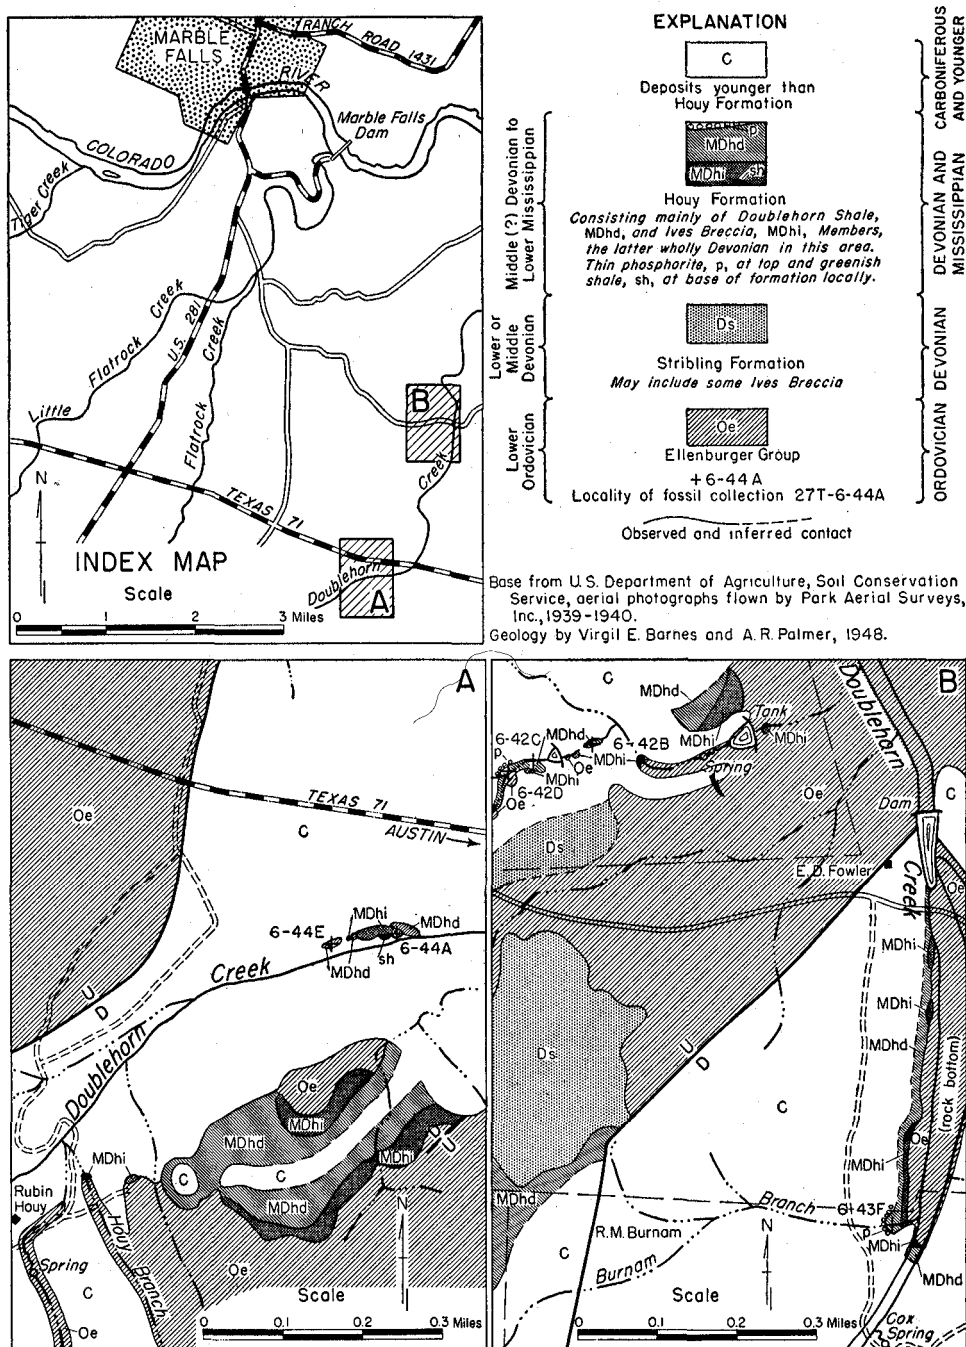 RANCH
ROAD 1431
MARBLE
FALLS
RIVER
Marble Falls
Dam
COLORADO
Tiger Creek
Little Flatrock Creek
U.S. 281
Flatrock Creek
B
Creek
N
TEXAS 71
INDEX MAP
Doublehorn
A
Scale
0 1 2 3 Miles
EXPLANATION
C
Deposits younger than
Houy Formation
p
MDhd
MDhi sh
Houy Formation
Consisting mainly of Doublehorn Shale,
MDhd, and Ives Breccia, MDhi, Members,
the latter wholly Devonian in this area.
Thin phosphorite, p, at top and greenish
shale, sh, at base of formation locally.
Ds
Stribling Formation
May include some Ives Breccia
Oe
Ellenburger Group
+6-44A
Locality of fossil collection 27T-6-44A
Observed and inferred contact
Middle (?) Devonian to
Lower Mississippian
Lower or
Middle
Devonian
Lower
Ordovician
CARBONIFEROUS
AND YOUNGER
DEVONIAN AND
MISSISSIPPIAN
DEVONIAN
ORDOVICIAN
Base from U.S. Department of Agriculture, Soil Conservation
Service, aerial photographs flown by Park Aerial Surveys,
Inc., 1939-1940.
Geology by Virgil E. Barnes and A.R. Palmer, 1948.
A
C
Oe
TEXAS 71
C
AUSTIN
MDhi
MDhd
6-44E
6-44A
sh
MDhd
Doublehorn Creek
U
D
Oe
MDhi
MDhd
MDhi
D
U
MDhi
C
C
MDhd
Rubin
Houy
Houy Branch
Spring
C
Oe
Oe
N
Scale
0 0.1 0.2 0.3 Miles
B
C
MDhd
Doublehorn Creek
Tank
6-42C
MDhd
6-42B
MDhi
MDhi
p
MDhi
Oe
MDhi
Spring
6-42D
Oe
Oe
C
Dam
Ds
E.D. Fowler
Oe
MDhi
MDhi
Ds
U
D
MDhd
(rock bottom)
C
Oe
MDhi
MDhd
Burnam Branch
6-43F
p
R.M. Burnam
N
MDhi
C
MDhd
Scale
Cox
Spring
0 0.1 0.2 0.3 Miles